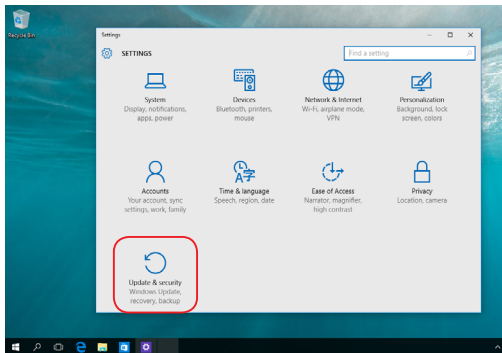 Recycle Bin
Settings
SETTINGS
Find a setting
System
Display, notifications,
apps, power
Devices
Bluetooth, printers,
mouse
Network & Internet
Wi-Fi, airplane mode,
VPN
Personalization
Background, lock
screen, colors
Accounts
Your account, sync
settings, work, family
Time & language
Speech, region, date
Ease of Access
Narrator, magnifier,
high contrast
Privacy
Location, camera
Update & security
Windows Update,
recovery, backup